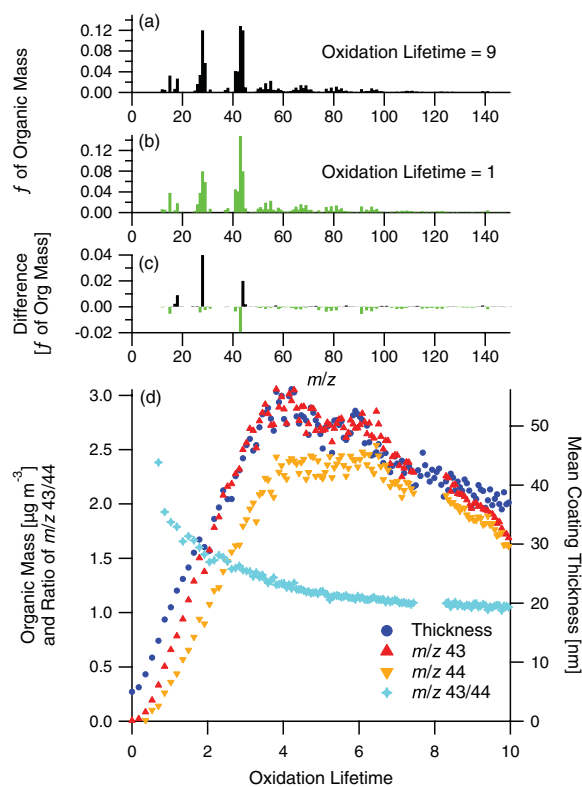 (a)
Oxidation Lifetime = 9
0.12
0.08
0.04
0.00
0 20 40 60 80 100 120 140
f of Organic Mass
(b)
Oxidation Lifetime = 1
0.12
0.08
0.04
0.00
0 20 40 60 80 100 120 140
(c)
0.04
0.02
0.00
-0.02
Difference
[f of Org Mass]
0 20 40 60 80 100 120 140
m/z
(d)
3.0
2.5
2.0
1.5
1.0
0.5
0.0
Organic Mass [µg m⁻³]
and Ratio of m/z 43/44
50
40
30
20
10
0
Mean Coating Thickness
[nm]
Thickness
m/z 43
m/z 44
m/z 43/44
0 2 4 6 8 10
Oxidation Lifetime